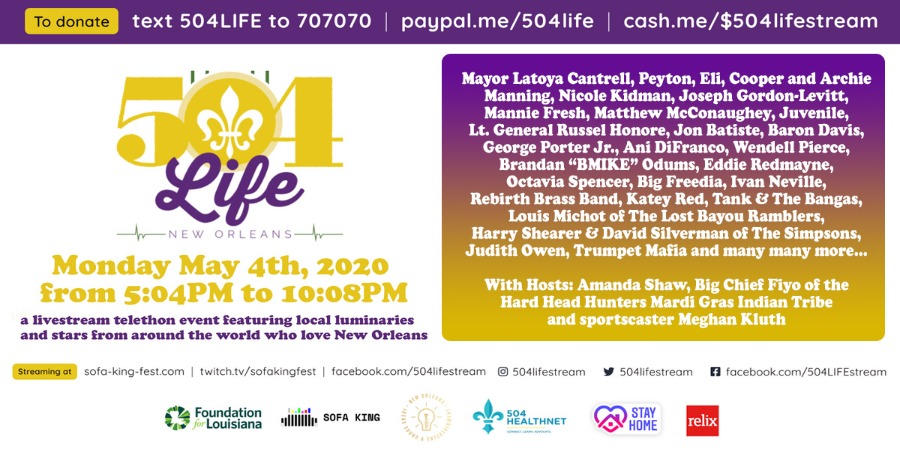 To donate text 504LIFE to 707070 | paypal.me/504life | cash.me/$504lifestream
504
Life
NEW ORLEANS
Monday May 4th, 2020
from 5:04PM to 10:08PM
a livestream telethon event featuring local luminaries
and stars from around the world who love New Orleans
Mayor Latoya Cantrell, Peyton, Eli, Cooper and Archie
Manning, Nicole Kidman, Joseph Gordon-Levitt,
Mannie Fresh, Matthew McConaughey, Juvenile,
Lt. General Russel Honore, Jon Batiste, Baron Davis,
George Porter Jr., Ani DiFranco, Wendell Pierce,
Brandan “BMIKE” Odums, Eddie Redmayne,
Octavia Spencer, Big Freedia, Ivan Neville,
Rebirth Brass Band, Katey Red, Tank & The Bangas,
Louis Michot of The Lost Bayou Ramblers,
Harry Shearer & David Silverman of The Simpsons,
Judith Owen, Trumpet Mafia and many many more...
With Hosts: Amanda Shaw, Big Chief Fiyo of the
Hard Head Hunters Mardi Gras Indian Tribe
and sportscaster Meghan Kluth
Streaming at sofa-king-fest.com | twitch.tv/sofakingfest | facebook.com/504lifestream 504lifestream 504lifestream facebook.com/504LIFEstream
Foundation
for Louisiana
SOFA KING
504
HEALTHNET
STAY
HOME
relix